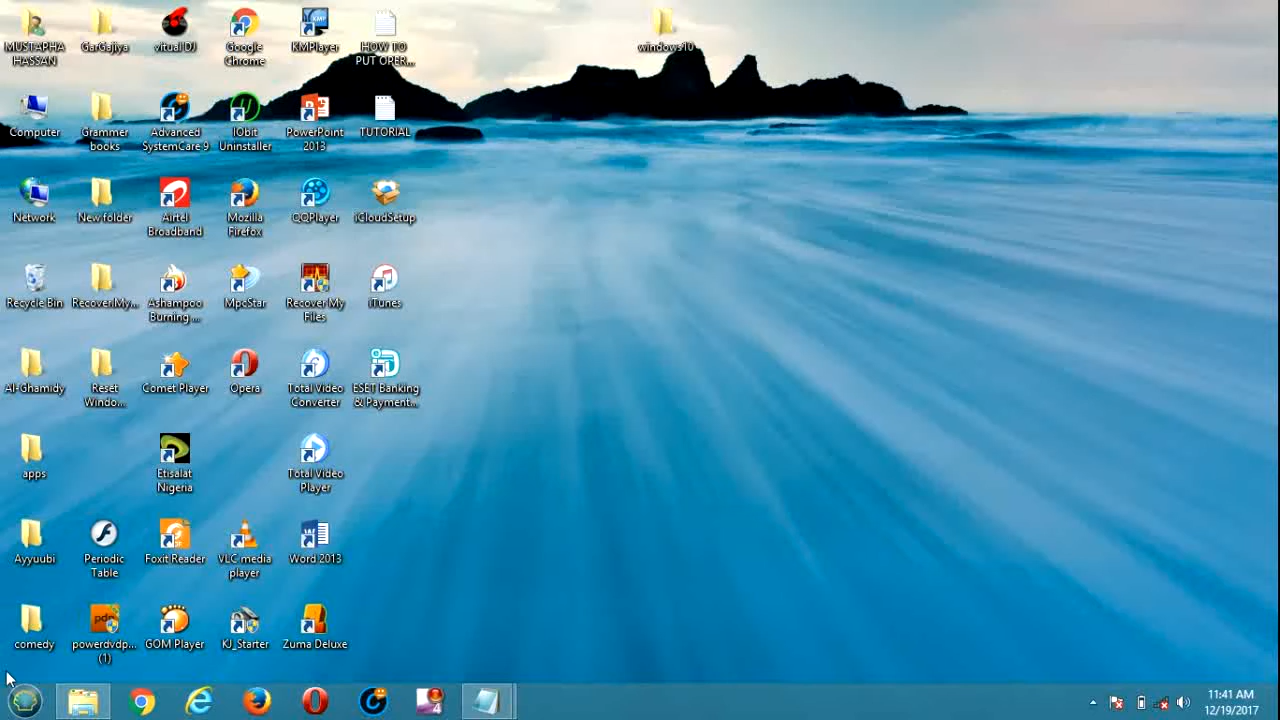 MUSTAPHA
HASSAN
GarGajiya
vitual DJ
Google
Chrome
KMPlayer
HOW TO
PUT OPER...
windows10
Computer
Grammer
books
Advanced
SystemCare 9
IObit
Uninstaller
PowerPoint
2013
TUTORIAL
Network
New folder
Airtel
Broadband
Mozilla
Firefox
QQPlayer
iCloudSetup
Recycle Bin
Recover.My...
Ashampoo
Burning ...
MpcStar
Recover My
Files
iTunes
Al-Ghamidy
Reset
Windo...
Comet Player
Opera
Total Video
Converter
ESET Banking
& Payment...
apps
Etisalat
Nigeria
Total Video
Player
Ayyuubi
Periodic
Table
Foxit Reader
VLC media
player
Word 2013
comedy
powerdvdp...
(1)
GOM Player
KJ_Starter
Zuma Deluxe
11:41 AM
12/19/2017